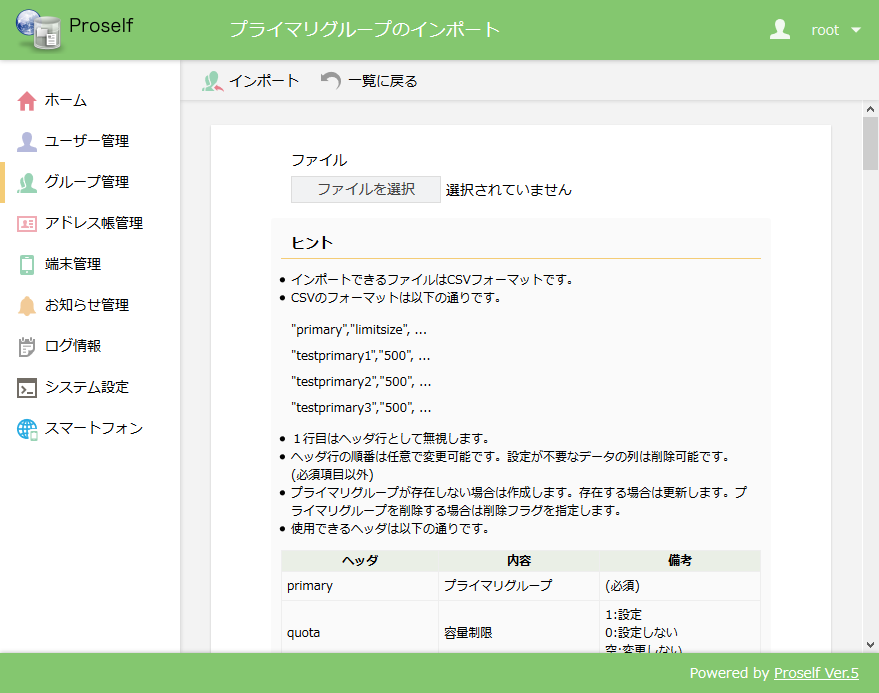 Proself
プライマリグループのインポート
root
ホーム
ユーザー管理
グループ管理
アドレス帳管理
端末管理
お知らせ管理
ログ情報
システム設定
スマートフォン
インポート 一覧に戻る
ファイル
ファイルを選択 選択されていません
ヒント
• インポートできるファイルはCSVフォーマットです。
• CSVのフォーマットは以下の通りです。
"primary","limitsize", ...
"testprimary1","500", ...
"testprimary2","500", ...
"testprimary3","500", ...
• １行目はヘッダ行として無視します。
• ヘッダ行の順番は任意で変更可能です。設定が不要なデータの列は削除可能です。
(必須項目以外)
• プライマリグループが存在しない場合は作成します。存在する場合は更新します。プ
ライマリグループを削除する場合は削除フラグを指定します。
• 使用できるヘッダは以下の通りです。
ヘッダ 内容 備考
primary プライマリグループ (必須)
quota 容量制限 1:設定
0:設定しない
空:変更しない
Powered by Proself Ver.5